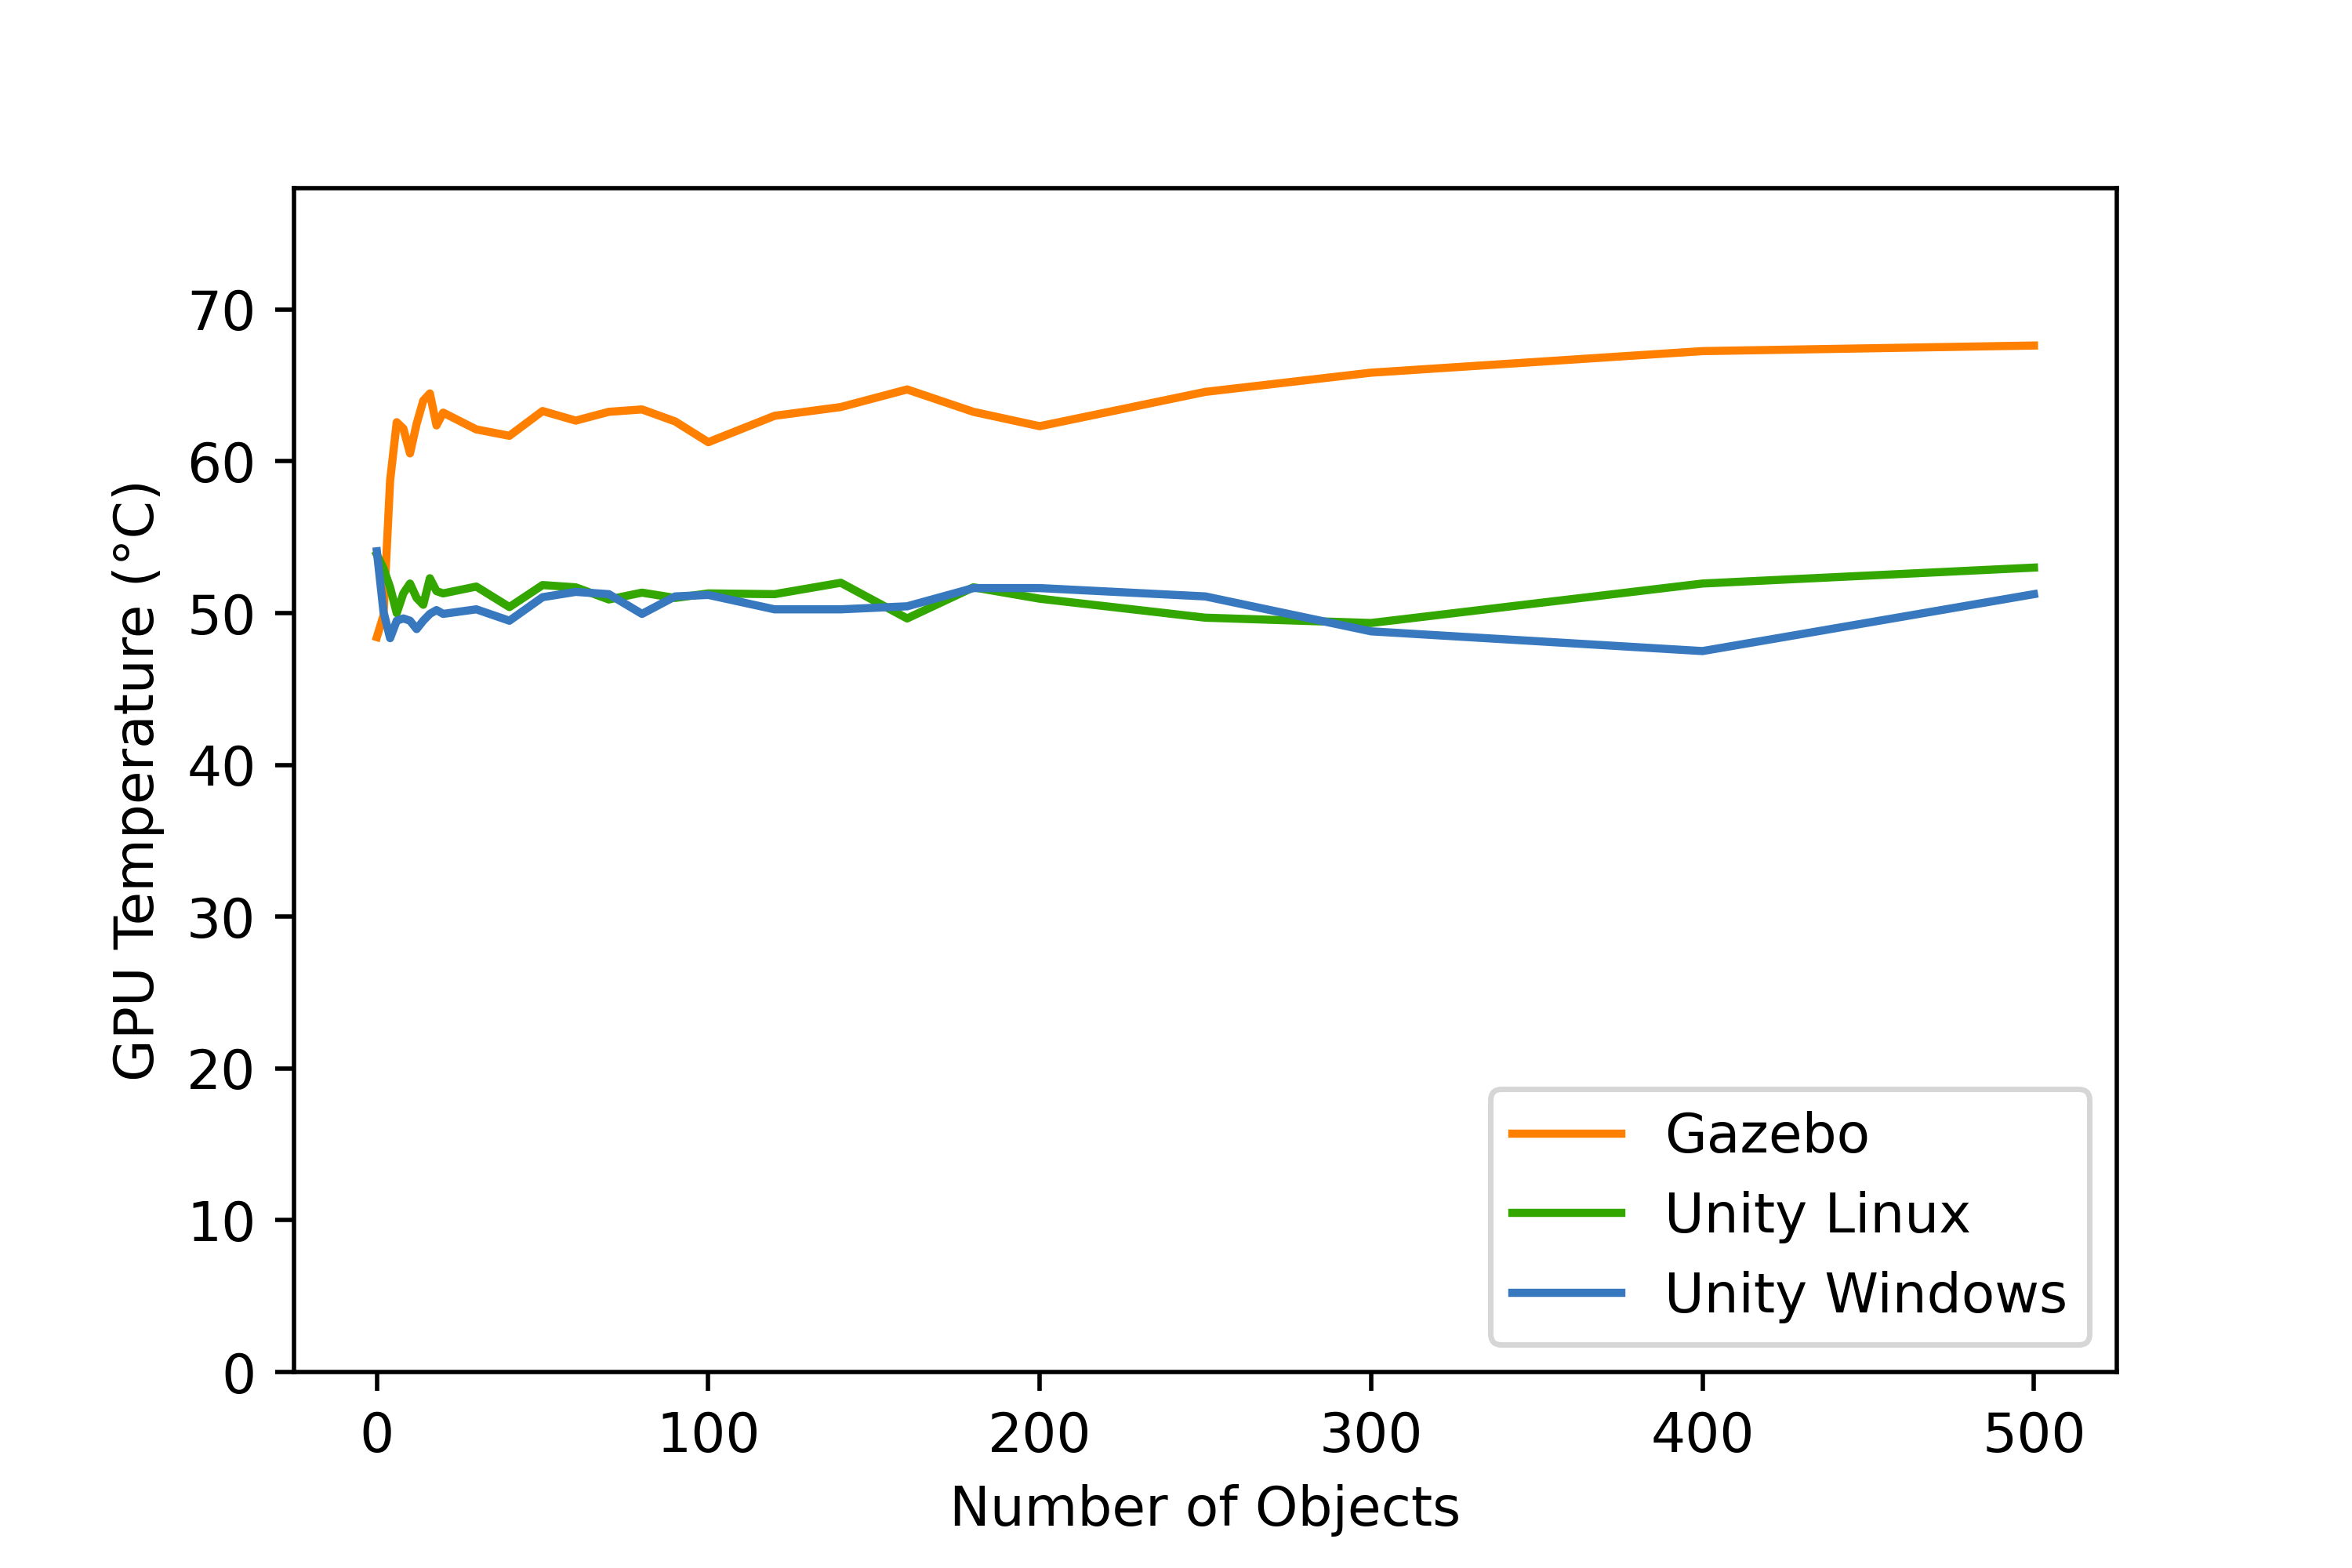 70
60
50
40
30
20
10
0
GPU Temperature (°C)
0 100 200 300 400 500
Number of Objects
Gazebo
Unity Linux
Unity Windows